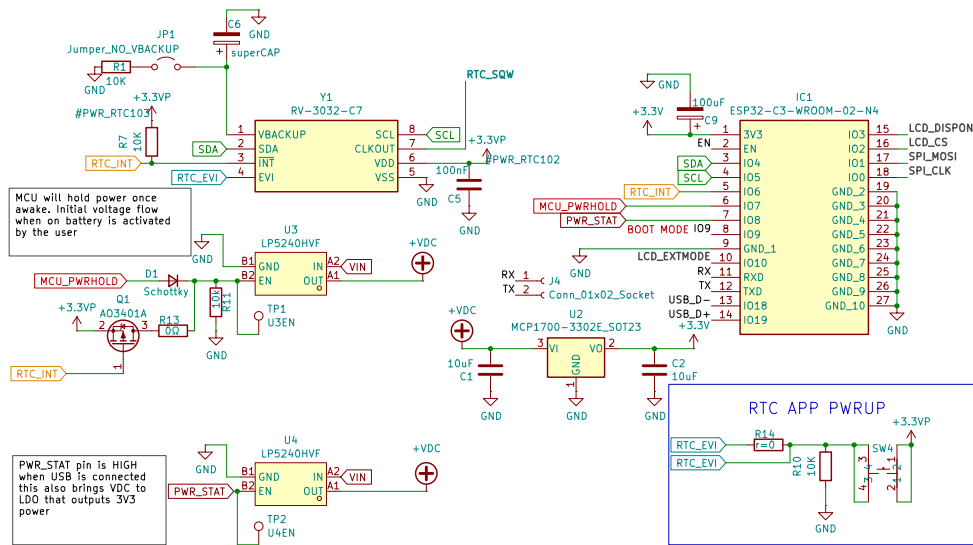 C6
GND
superCAP
JP1
Jumper_NO_VBACKUP
R1
10K
GND
+3.3VP
#PWR_RTC103
R7
10K
RTC_INT
SDA
RTC_EVI
Y1
RV-3032-C7
1 VBACKUP SCL 8
2 SDA CLKOUT 7
3 INT VDD 6
4 EVI VSS 5
RTC_SQW
SCL
+3.3VP
#PWR_RTC102
100nF
C5
GND
GND
MCU will hold power once
awake. Initial voltage flow
when on battery is activated
by the user
GND
U3
LP5240HVF
B1 GND IN A2
B2 EN OUT A1
VIN
+VDC
MCU_PWRHOLD
D1
Schottky
Q1
AO3401A
+3.3VP
2
3
1
R13
0Ω
10k
R11
GND
TP1
U3EN
RTC_INT
GND
100uF
C9
+3.3V
IC1
ESP32-C3-WROOM-02-N4
1 3V3 IO3 15 LCD_DISPON
EN 2 EN IO2 16 LCD_CS
SDA 3 IO4 IO1 17 SPI_MOSI
SCL 4 IO5 IO0 18 SPI_CLK
RTC_INT 5 IO6 GND_2 19
MCU_PWRHOLD 6 IO7 GND_3 20
PWR_STAT 7 IO8 GND_4 21
BOOT MODE IO9 8 IO9 GND_5 22
9 GND_1 GND_6 23
LCD_EXTMODE 10 IO10 GND_7 24
RX 11 RXD GND_8 25
TX 12 TXD GND_9 26
USB_D- 13 IO18 GND_10 27
USB_D+ 14 IO19
GND
GND
RX 1
TX 2
J4
Conn_01x02_Socket
+VDC
U2
MCP1700-3302E_SOT23
3 VI VO 2
GND
1
+3.3V
10uF
C1
GND
GND
C2
10uF
GND
PWR_STAT pin is HIGH
when USB is connected
this also brings VDC to
LDO that outputs 3V3
power
GND
U4
LP5240HVF
B1 GND IN A2
B2 EN OUT A1
VIN
+VDC
PWR_STAT
TP2
U4EN
RTC APP PWRUP
RTC_EVI
RTC_EVI
R14
r=0
R10
10K
GND
SW4
3
4
3
4
1
2
1
2
+3.3VP